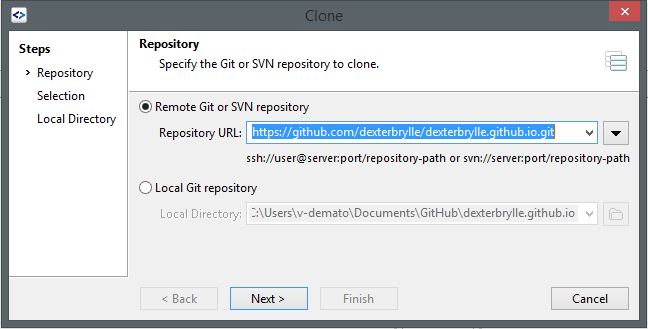 Clone
Steps
Repository
Selection
Local Directory
Repository
Specify the Git or SVN repository to clone.
Remote Git or SVN repository
Repository URL: https://github.com/dexterbrylle/dexterbrylle.github.io.git
ssh://user@server:port/repository-path or svn://server:port/repository-path
Local Git repository
Local Directory: C:\Users\v-demato\Documents\GitHub\dexterbrylle.github.io
< Back Next > Finish Cancel